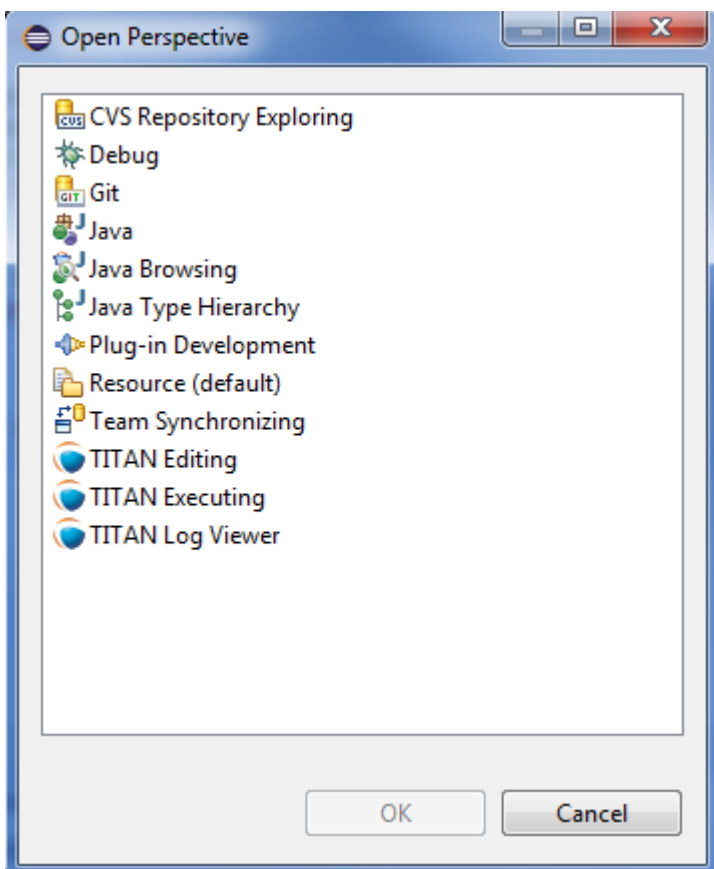 Open Perspective
CVS Repository Exploring
Debug
Git
Java
Java Browsing
Java Type Hierarchy
Plug-in Development
Resource (default)
Team Synchronizing
TITAN Editing
TITAN Executing
TITAN Log Viewer
OK
Cancel